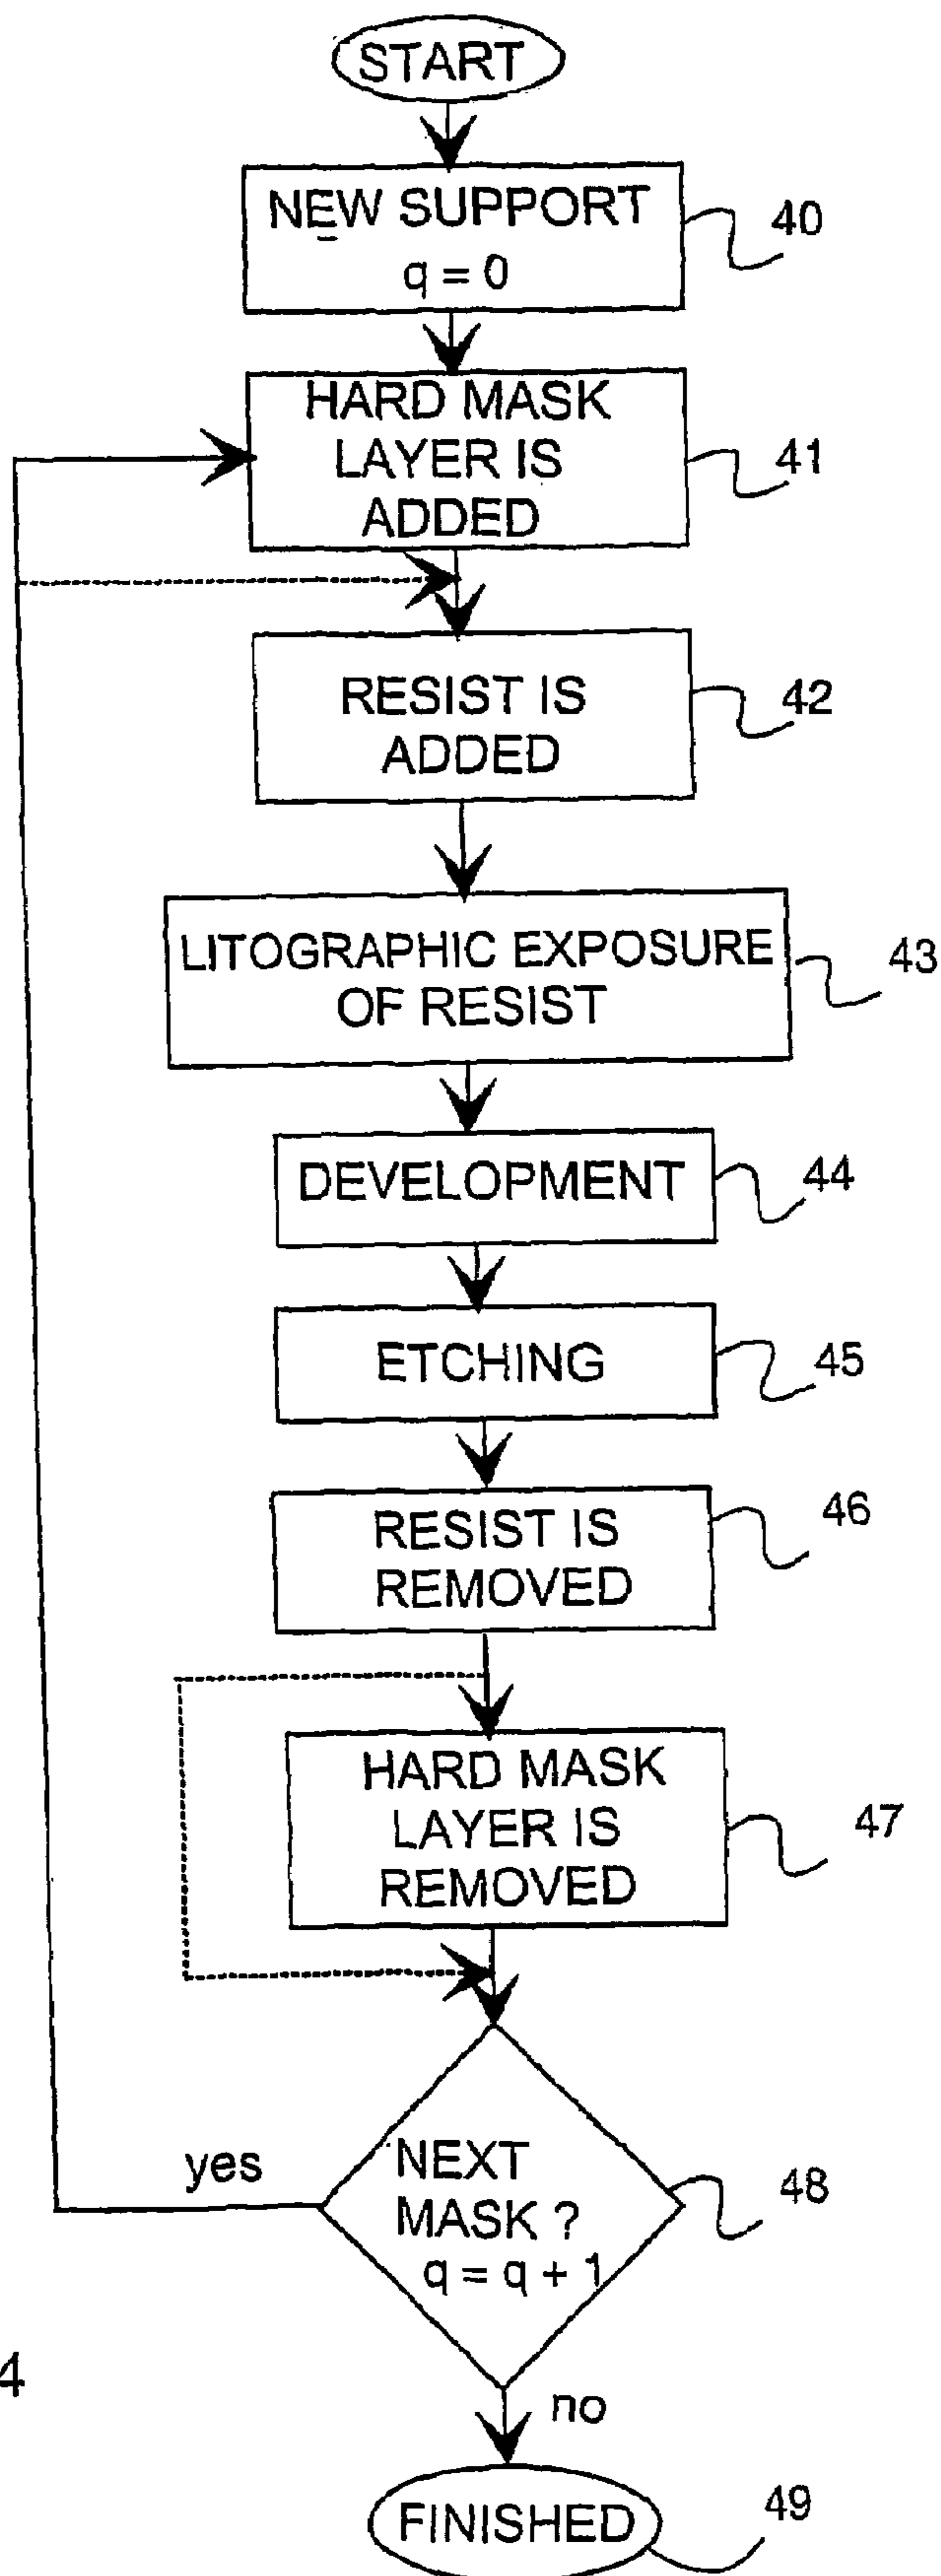 START
NEW SUPPORT
q = 0
40
HARD MASK
LAYER IS
ADDED
41
RESIST IS
ADDED
42
LITOGRAPHIC EXPOSURE
OF RESIST
43
DEVELOPMENT
44
ETCHING
45
RESIST IS
REMOVED
46
HARD MASK
LAYER IS
REMOVED
47
yes
NEXT
MASK ?
q = q + 1
48
4
no
FINISHED
49